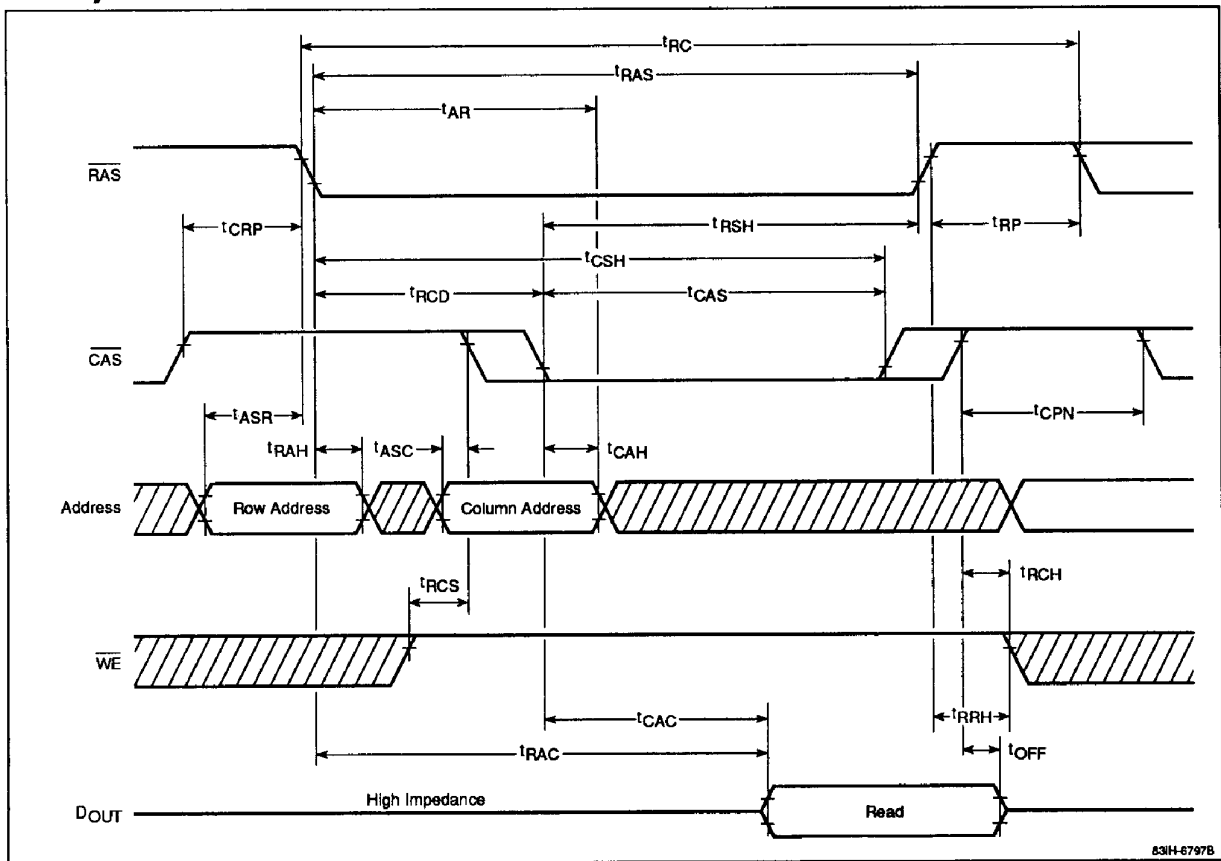 tRC
tRAS
tAR
RAS
tCRP
tRSH
tRP
tCSH
tRCD
tCAS
CAS
tASR
tCPN
tRAH
tASC
tCAH
Address
Row Address
Column Address
tRCS
tRCH
WE
tCAC
tRRH
tRAC
tOFF
High Impedance
DOUT
Read
83IH-6797B